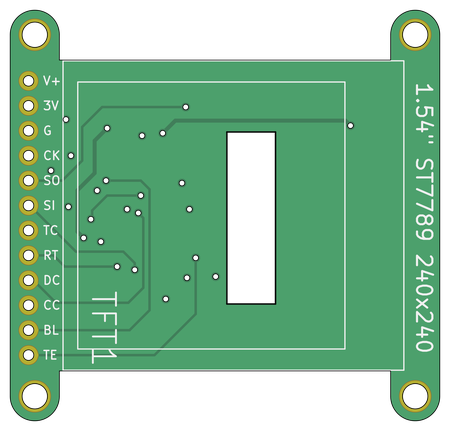 V+
3V
G
CK
SO
SI
TC
RT
DC
CC
BL
TE
TFT1
1.54" ST7789 240x240